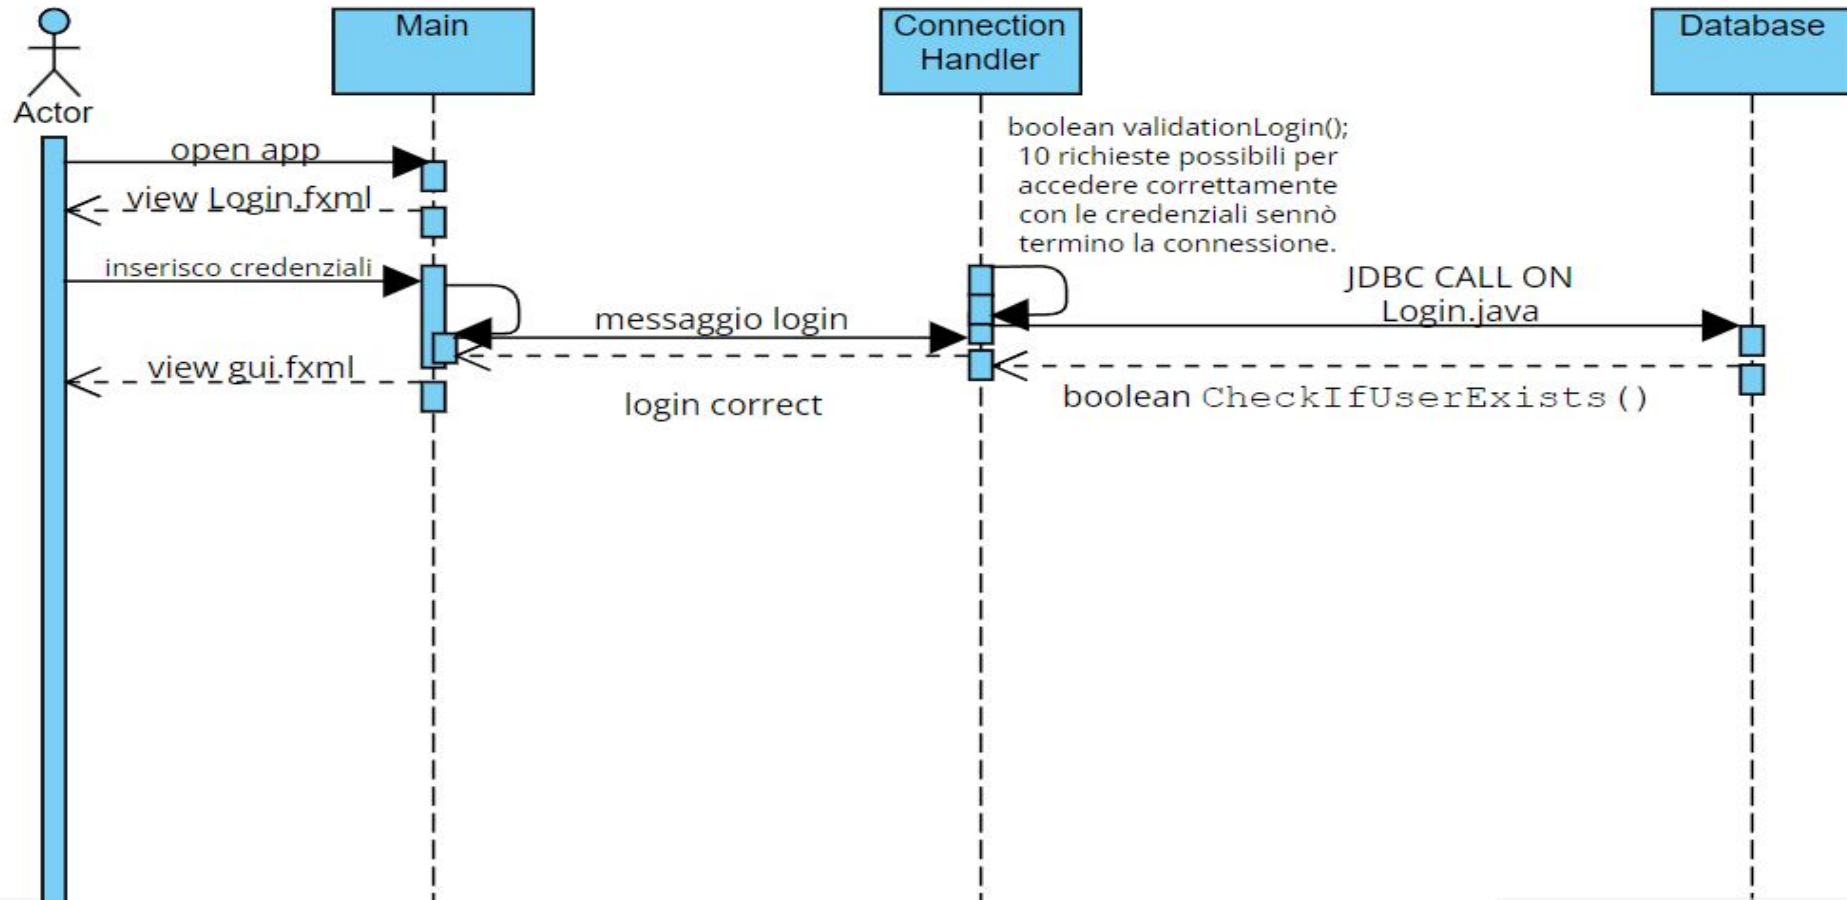 Actor
Main
Connection
Handler
Database
open app
view Login.fxml
inserisco credenziali
view gui.fxml
messaggio login
login correct
boolean validationLogin();
10 richieste possibili per
accedere correttamente
con le credenziali sennò
termino la connessione.
JDBC CALL ON
Login.java
boolean CheckIfUserExists()